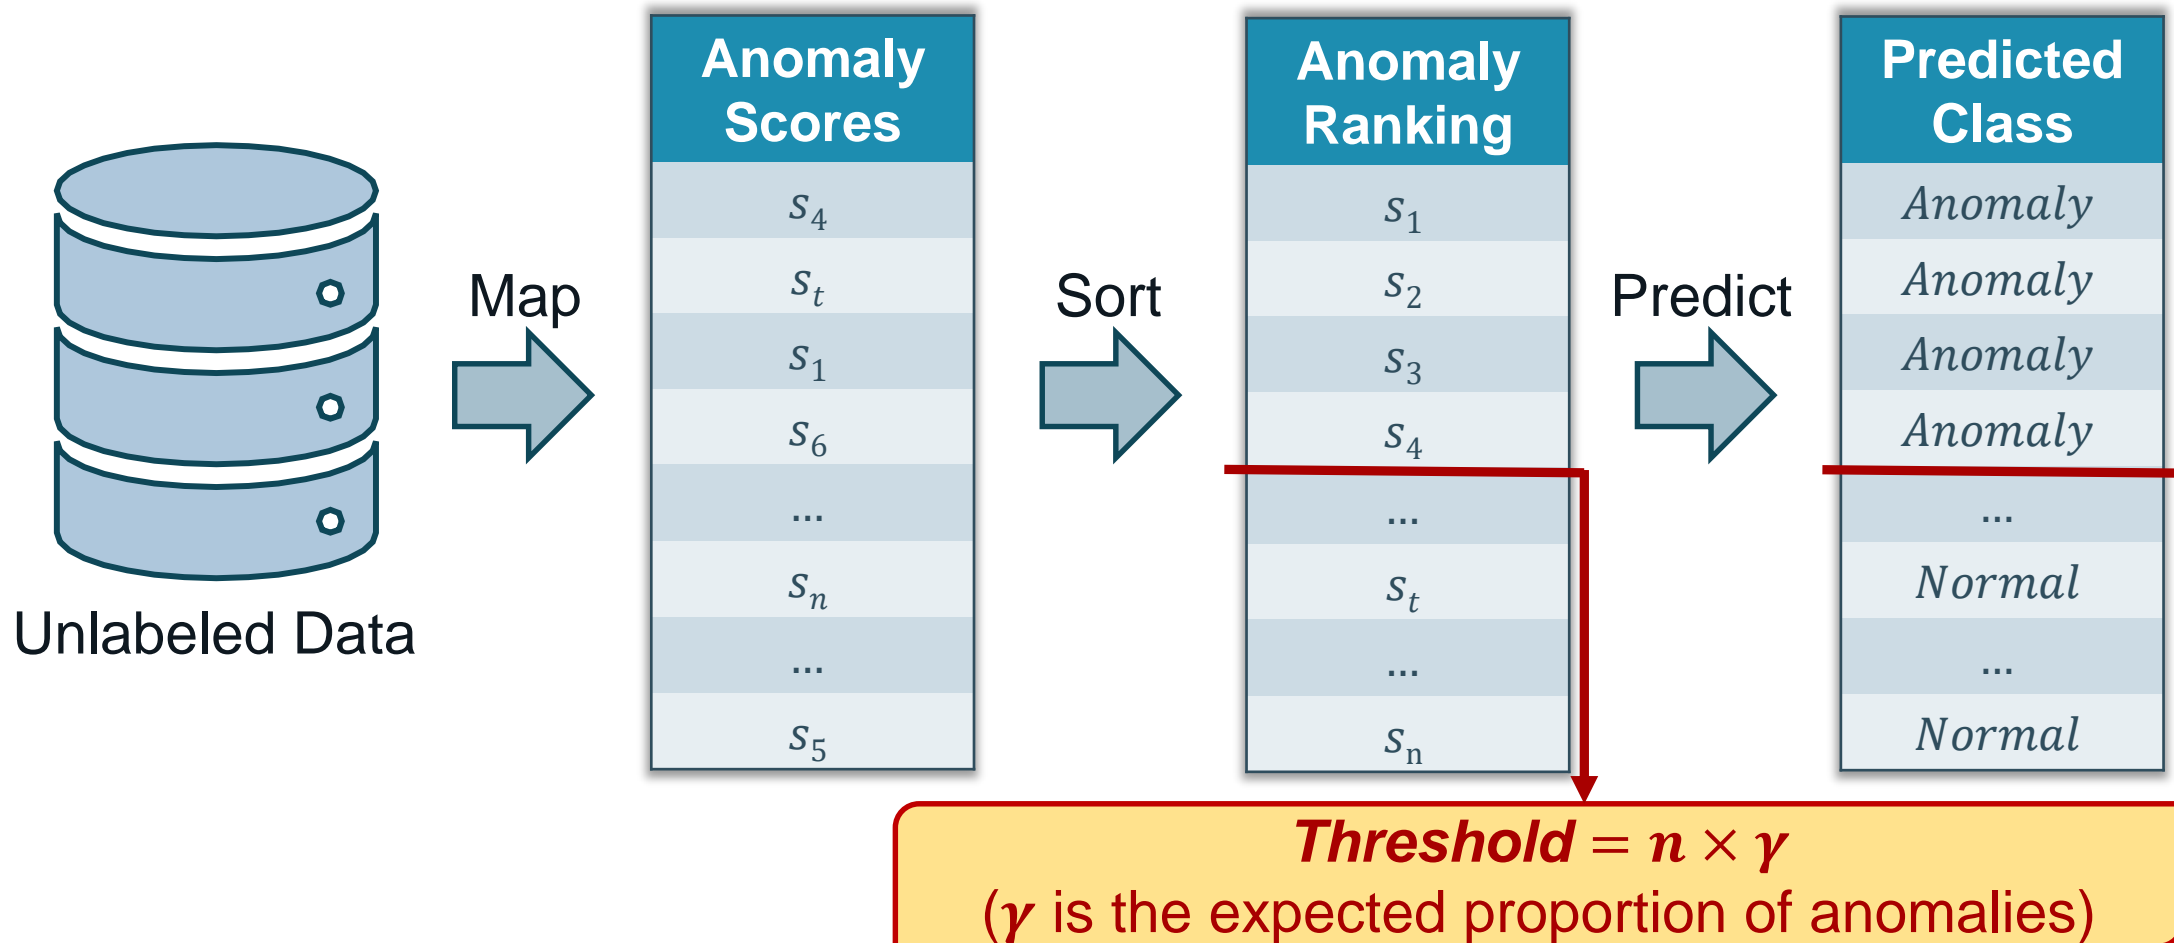 Unlabeled Data
Map
Anomaly
Scores
s₄
sₜ
s₁
s₆
...
sₙ
...
s₅
Sort
Anomaly
Ranking
s₁
s₂
s₃
s₄
...
sₜ
...
sₙ
Predict
Predicted
Class
Anomaly
Anomaly
Anomaly
Anomaly
...
Normal
...
Normal
Threshold = n × γ
(γ is the expected proportion of anomalies)